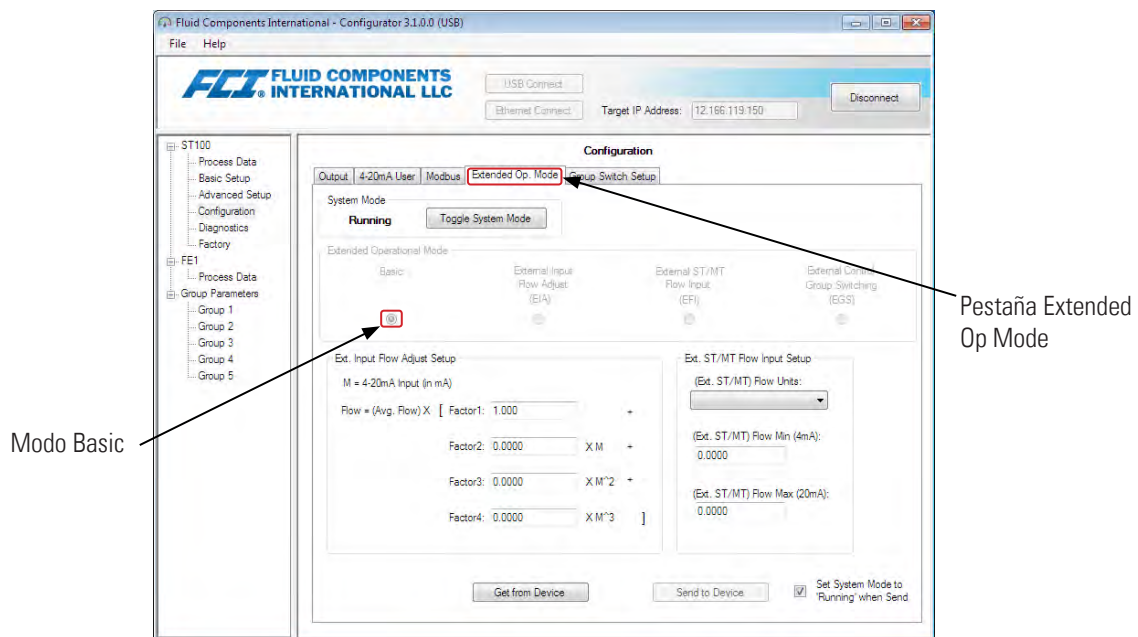 Fluid Components International - Configurator 3.1.0.0 (USB)
File Help
FCI® FLUID COMPONENTS
INTERNATIONAL LLC
USB Connect
Ethernet Connect
Target IP Address: 12.166.119.150
Disconnect
ST100
Process Data
Basic Setup
Advanced Setup
Configuration
Diagnostics
Factory
FE1
Process Data
Group Parameters
Group 1
Group 2
Group 3
Group 4
Group 5
Configuration
Output 4-20mA User Modbus Extended Op. Mode Group Switch Setup
System Mode
Running Toggle System Mode
Extended Operational Mode
Basic
External Input
Flow Adjust
(EIA)
External ST/MT
Flow Input
(EFI)
External Control
Group Switching
(EGS)
Ext. Input Flow Adjust Setup
M = 4-20mA Input (in mA)
Flow = (Avg. Flow) X [ Factor1: 1.000 +
Factor2: 0.0000 X M +
Factor3: 0.0000 X M^2 +
Factor4: 0.0000 X M^3 ]
Ext. ST/MT Flow Input Setup
(Ext. ST/MT) Flow Units:
(Ext. ST/MT) Flow Min (4mA):
0.0000
(Ext. ST/MT) Flow Max (20mA):
0.0000
Get from Device
Send to Device
Set System Mode to
'Running' when Send
Pestaña Extended
Op Mode
Modo Basic